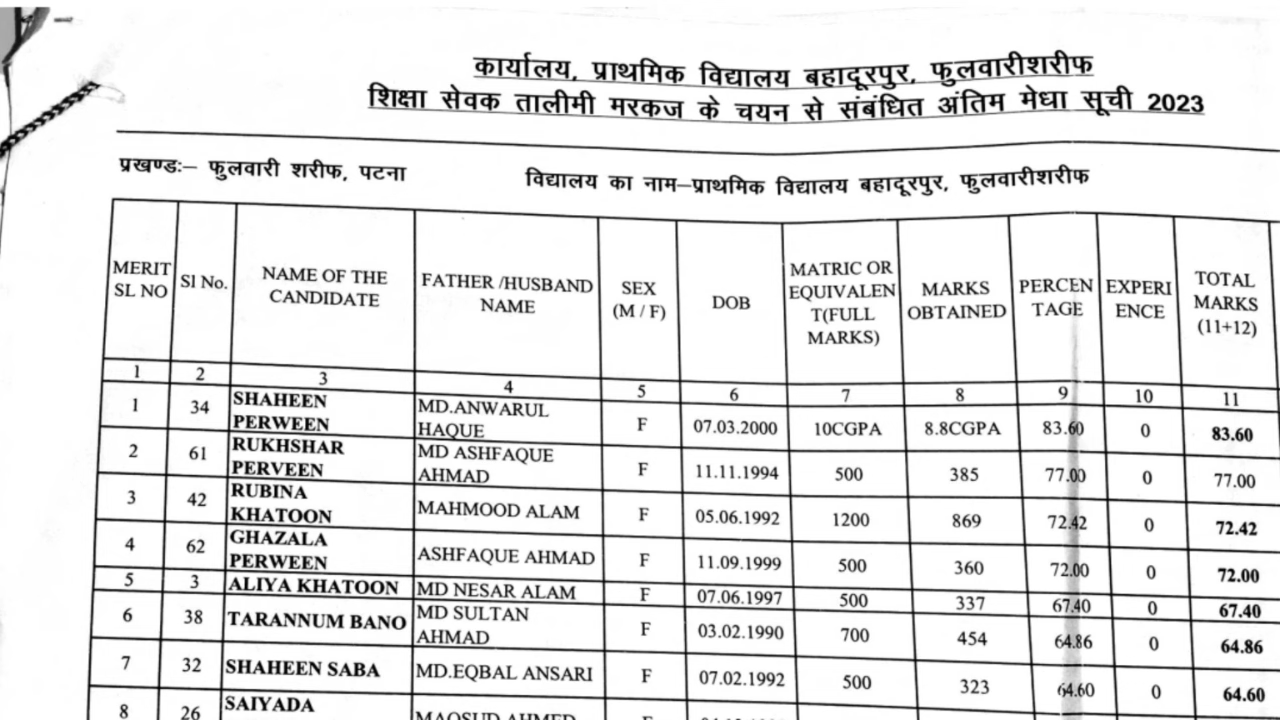 कार्यालय, प्राथमिक विद्यालय बहादूरपुर, फुलवारीशरीफ
शिक्षा सेवक तालीमी मरकज के चयन से संबंधित अंतिम मेधा सूची 2023
प्रखण्डः– फुलवारी शरीफ, पटना विद्यालय का नाम–प्राथमिक विद्यालय बहादूरपुर, फुलवारीशरीफ
MERIT SL NO Sl No. NAME OF THE CANDIDATE FATHER /HUSBAND NAME SEX (M / F) DOB MATRIC OR EQUIVALEN T(FULL MARKS) MARKS OBTAINED PERCEN TAGE EXPERI ENCE TOTAL MARKS (11+12)
1 2 3 4 5 6 7 8 9 10 11
1 34 SHAHEEN PERWEEN MD.ANWARUL HAQUE F 07.03.2000 10CGPA 8.8CGPA 83.60 0 83.60
2 61 RUKHSHAR PERVEEN MD ASHFAQUE AHMAD F 11.11.1994 500 385 77.00 0 77.00
3 42 RUBINA KHATOON MAHMOOD ALAM F 05.06.1992 1200 869 72.42 0 72.42
4 62 GHAZALA PERWEEN ASHFAQUE AHMAD F 11.09.1999 500 360 72.00 0 72.00
5 3 ALIYA KHATOON MD NESAR ALAM F 07.06.1997 500 337 67.40 0 67.40
6 38 TARANNUM BANO MD SULTAN AHMAD F 03.02.1990 700 454 64.86 0 64.86
7 32 SHAHEEN SABA MD.EQBAL ANSARI F 07.02.1992 500 323 64.60 0 64.60
8 26 SAIYADA MAQSUD AHMED